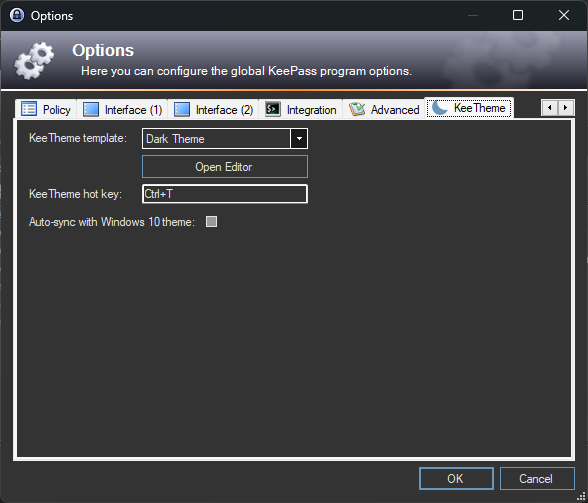 Options
Options
Here you can configure the global KeePass program options.
Policy Interface (1) Interface (2) Integration Advanced KeeTheme
KeeTheme template: Dark Theme
Open Editor
KeeTheme hot key: Ctrl+T
Auto-sync with Windows 10 theme:
OK Cancel